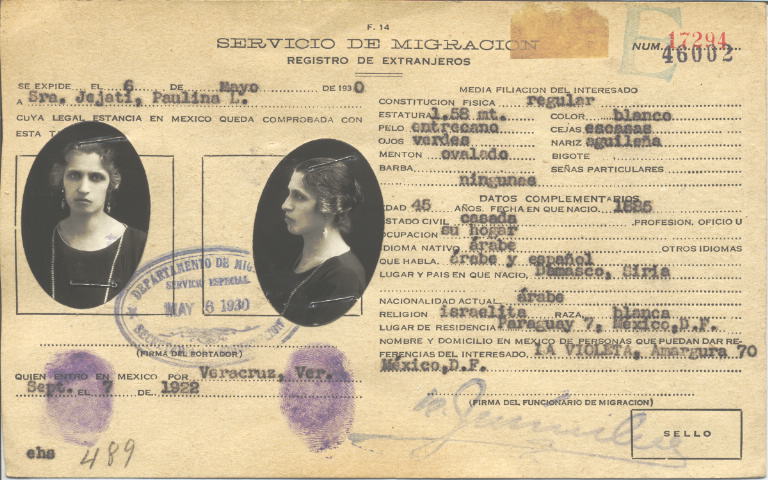 F. 14
SERVICIO DE MIGRACION
REGISTRO DE EXTRANJEROS
NUM. 17294
46002
E
SE EXPIDE EL 6 DE Mayo DE 1930
A Sra. Jejati, Paulina L.
CUYA LEGAL ESTANCIA EN MEXICO QUEDA COMPROBADA CON
ESTA
DEPARTAMENTO DE MIG
SERVICIO ESPECIAL
MAY 6 1930
(FIRMA DEL PORTADOR)
QUIEN ENTRO EN MEXICO POR Veracruz, Ver.
Sept. EL 7 DE 1922
ehs 489
MEDIA FILIACION DEL INTERESADO
CONSTITUCION FISICA regular
ESTATURA 1.58 mt. COLOR blanco
PELO entrecano CEJAS escasas
OJOS verdes NARIZ aguileña
MENTON ovalado BIGOTE
BARBA SEÑAS PARTICULARES
ningunas
DATOS COMPLEMENTARIOS
EDAD 45 AÑOS. FECHA EN QUE NACIO 1885
ESTADO CIVIL casada PROFESION, OFICIO U
OCUPACION su hogar
IDIOMA NATIVO árabe OTROS IDIOMAS
QUE HABLA árabe y español
LUGAR Y PAIS EN QUE NACIO, Damasco, Siria
NACIONALIDAD ACTUAL árabe
RELIGION israelita RAZA blanca
LUGAR DE RESIDENCIA Paraguay 7, México, D.F.
NOMBRE Y DOMICILIO EN MEXICO DE PERSONAS QUE PUEDAN DAR RE-
FERENCIAS DEL INTERESADO, LA VIOLETA, Amargura 70
México, D.F.
(FIRMA DEL FUNCIONARIO DE MIGRACION)
SELLO